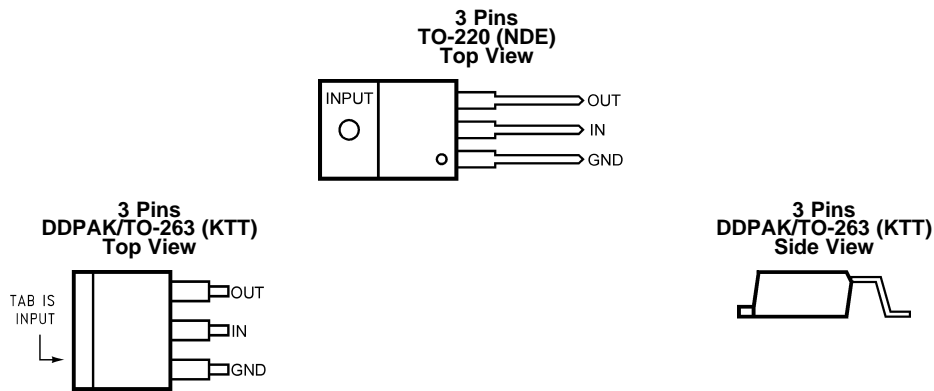 3 Pins
TO-220 (NDE)
Top View
INPUT
OUT
IN
GND
3 Pins
DDPAK/TO-263 (KTT)
Top View
TAB IS
INPUT
OUT
IN
GND
3 Pins
DDPAK/TO-263 (KTT)
Side View